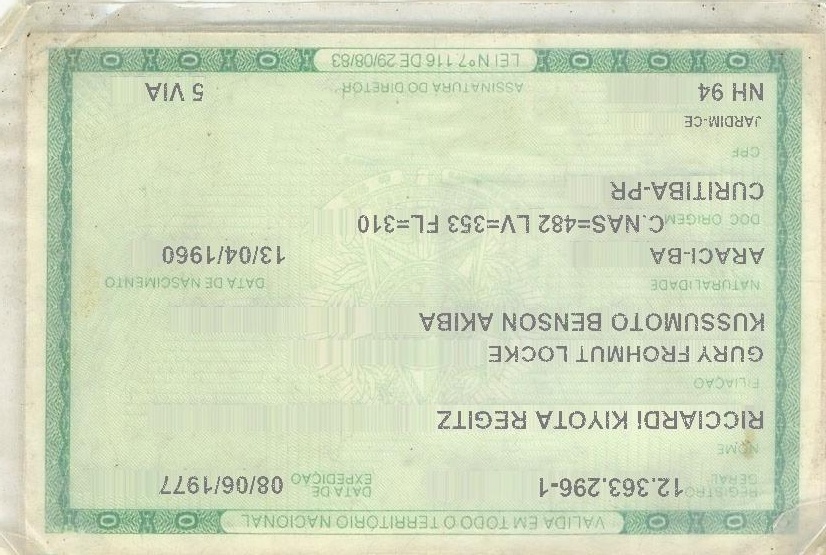 VALIDA EM TODO O TERRITÓRIO NACIONAL
REGISTRO GERAL 12.363.296-1 DATA DE EXPEDIÇÃO 08/06/1977
NOME
RICCIARDI KIYOTA REGITZ
FILIAÇÃO
GURY FROHMUT LOCKE
KUSSUMOTO BENSON AKIBA
NATURALIDADE DATA DE NASCIMENTO
ARACI-BA 13/04/1960
DOC ORIGEM C.NAS=482 LV=353 FL=310
CURITIBA-PR
CPF
JARDIM-CE
NH 94 ASSINATURA DO DIRETOR 5 VIA
LEI Nº 7.116 DE 29/08/83